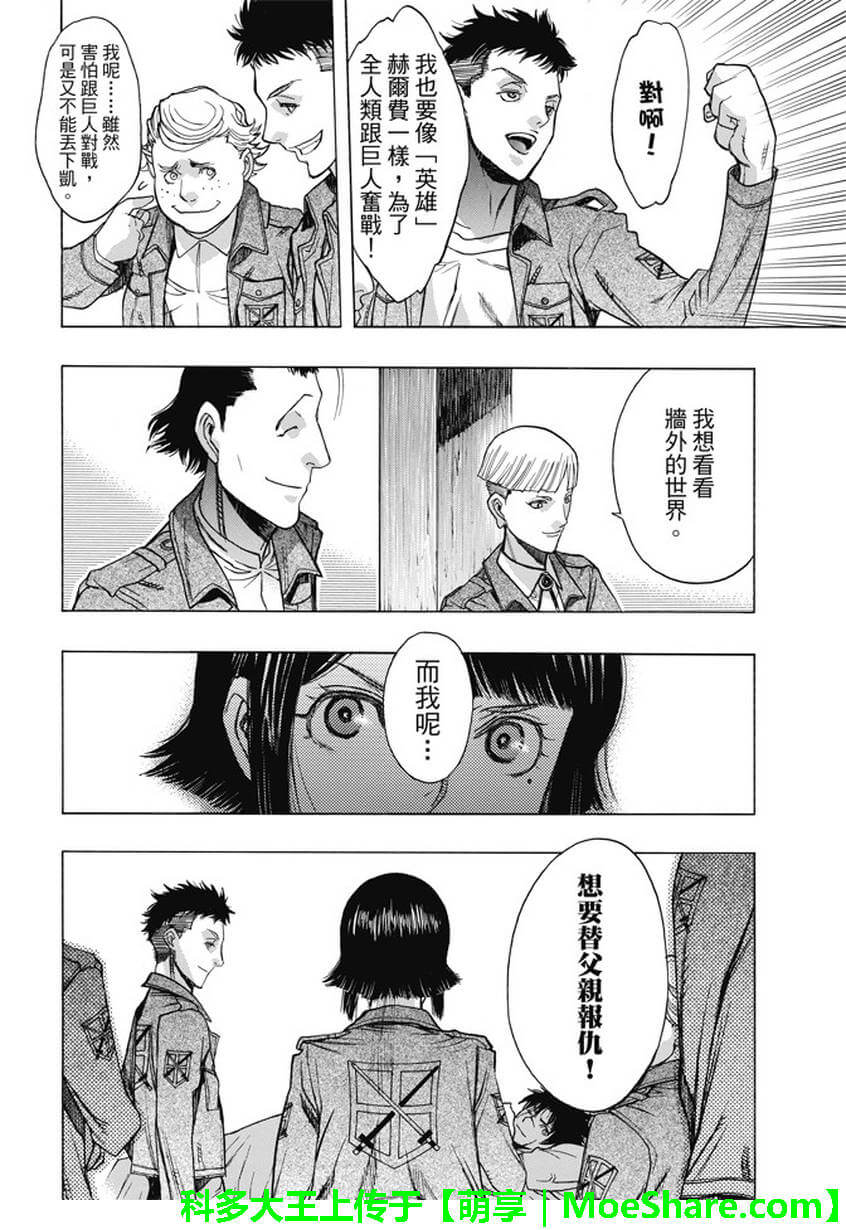 對啊！
我也要像「英雄」
赫爾費一樣，為了
全人類跟巨人奮戰！
我呢……雖然
害怕跟巨人對戰，
可是又不能丟下凱。
我想看看
牆外的世界。
而我呢…
想要替父親報仇！
科多大王上传于【萌享｜MoeShare.com】